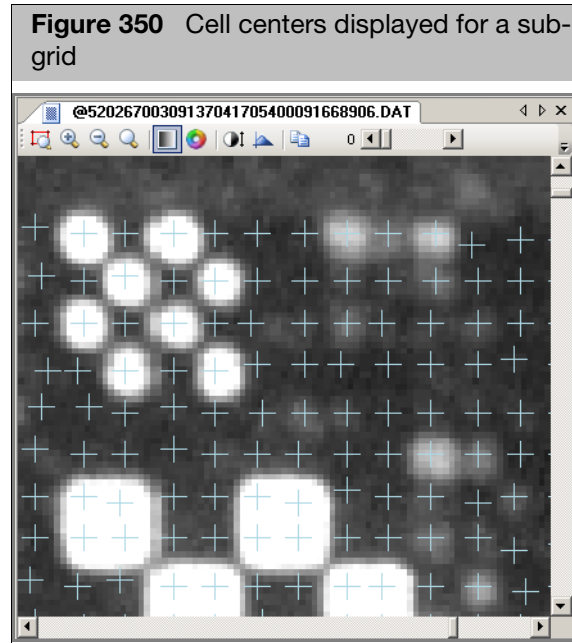 Figure 350 Cell centers displayed for a sub-
grid
@52026700309137041705400091668906.DAT
0